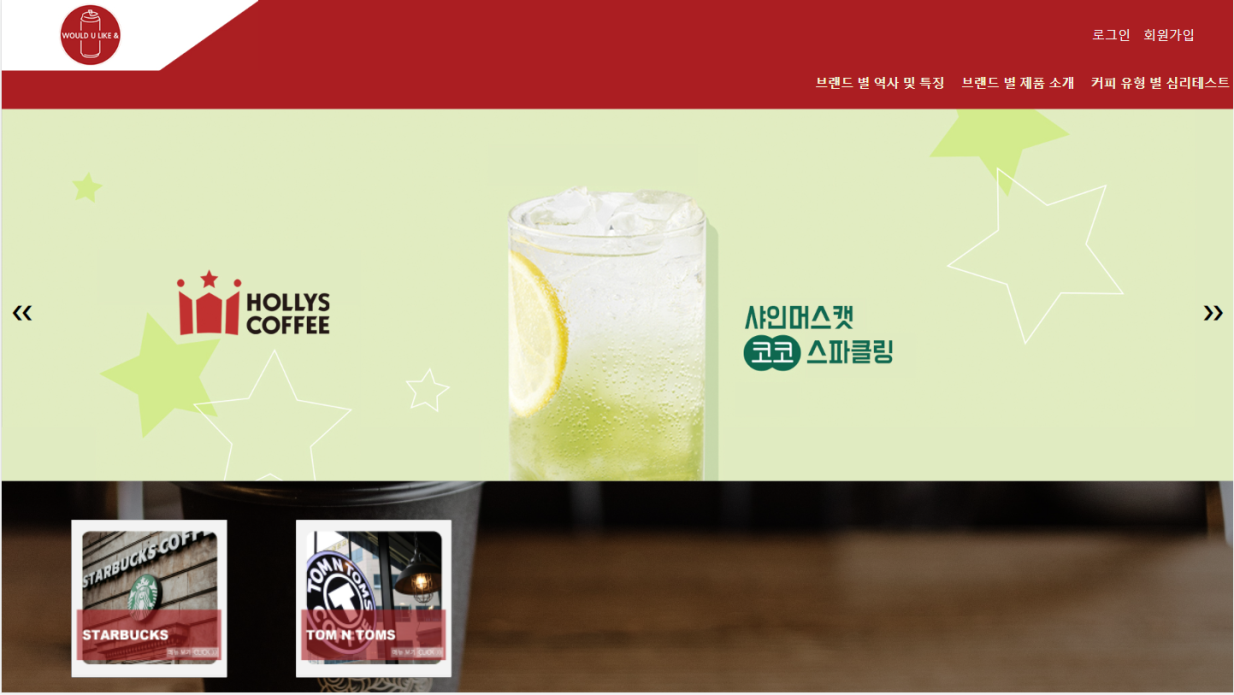 WOULD U LIKE &
로그인 회원가입
브랜드 별 역사 및 특징 브랜드 별 제품 소개 커피 유형 별 심리테스트
«
»
HOLLYS
COFFEE
샤인머스캣
코코 스파클링
STARBUCKS COFFE
STARBUCKS
TOM N TOMS
CO
TOM N TOMS